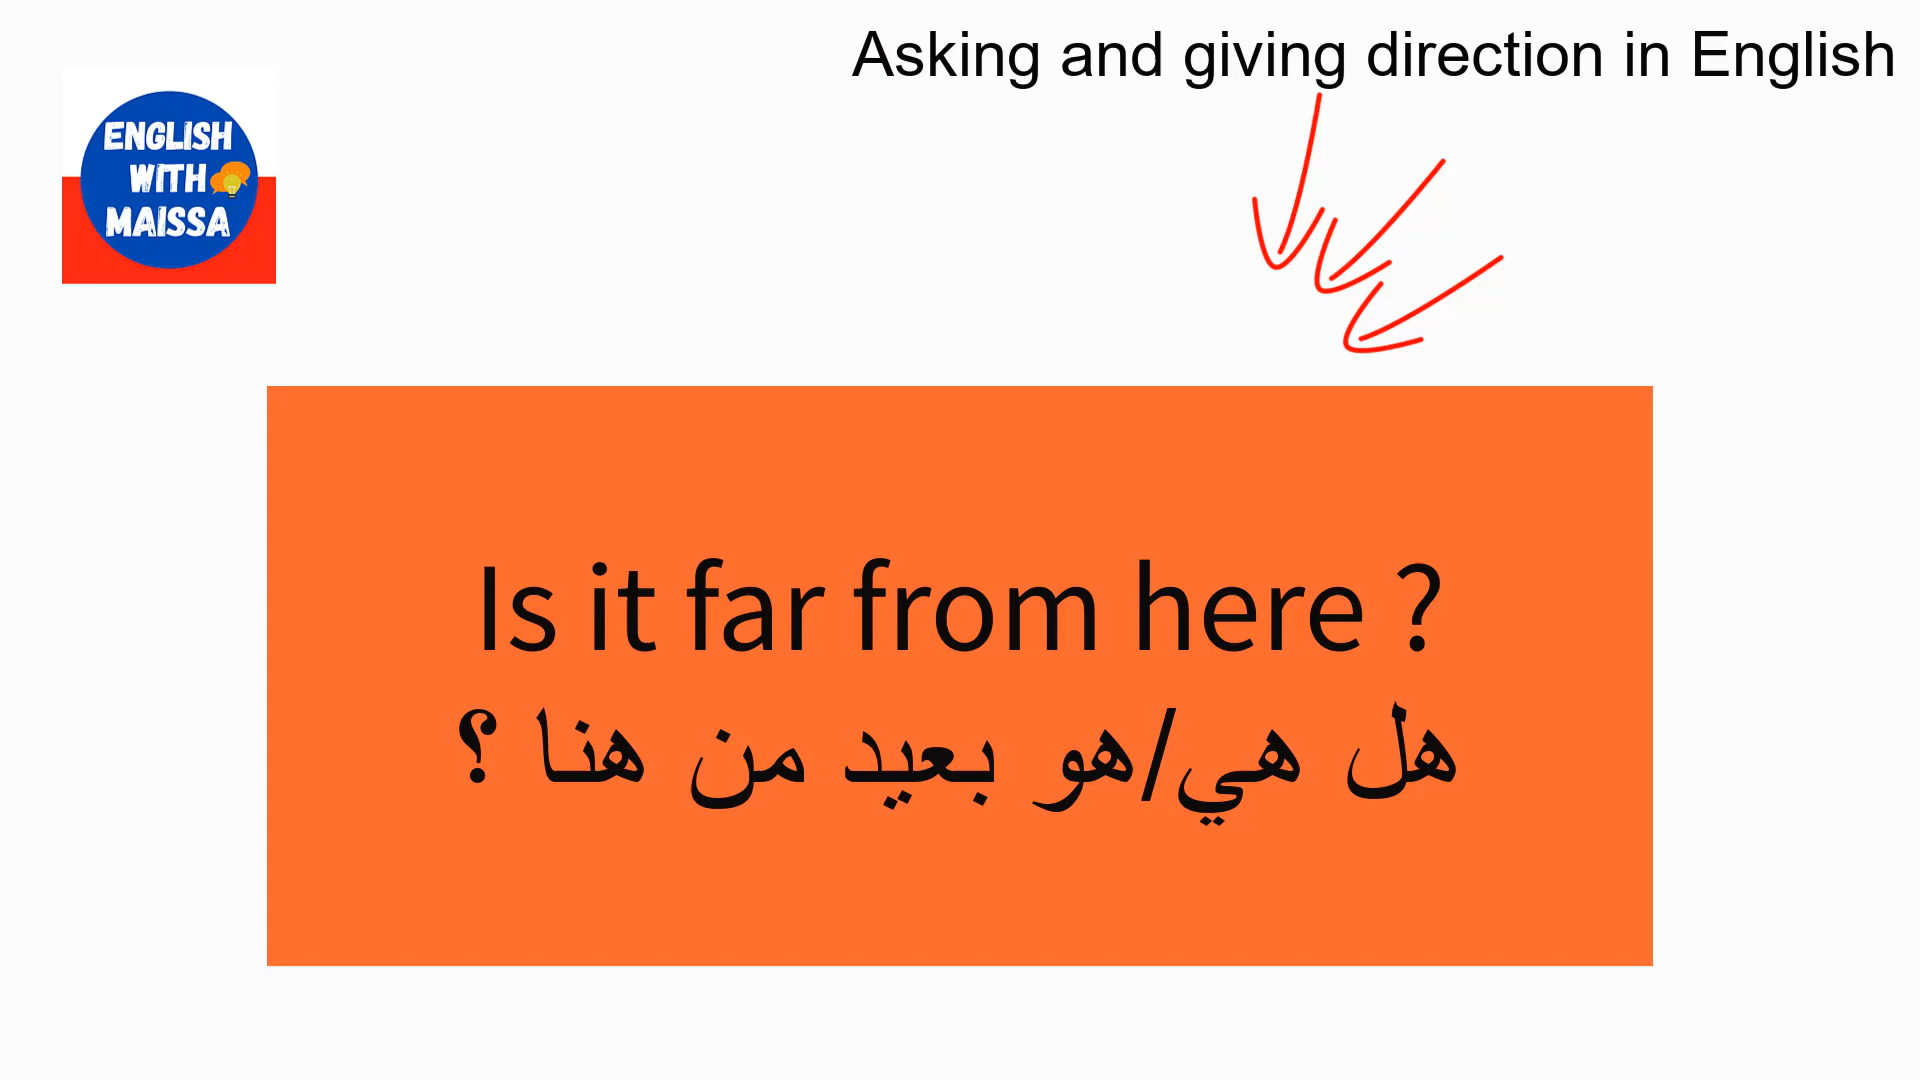 Asking and giving direction in English
ENGLISH
WITH
MAISSA
Is it far from here ?
هل هي/هو بعيد من هنا ؟